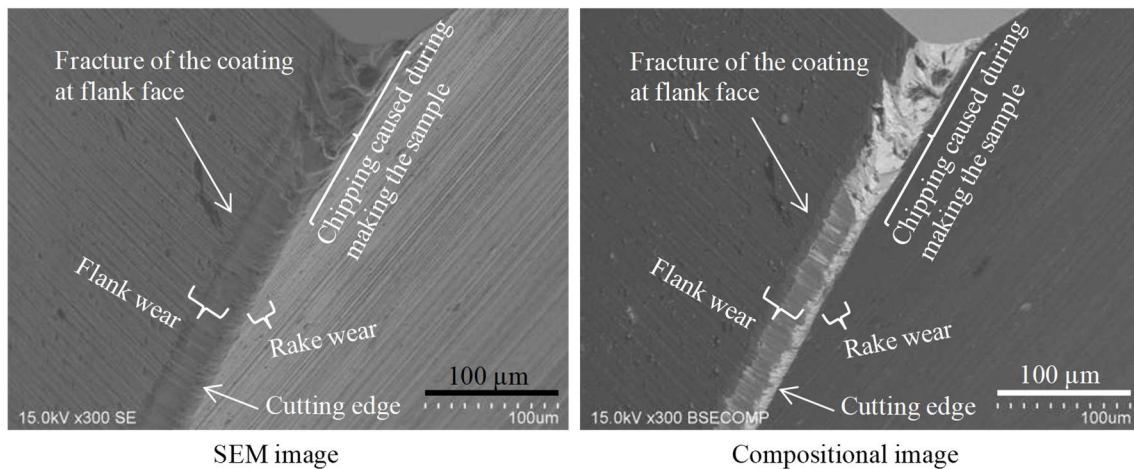 Fracture of the coating
at flank face
Chipping caused during
making the sample
Flank wear
Rake wear
Cutting edge
100 µm
15.0kV x300 SE
100um
SEM image
Fracture of the coating
at flank face
Chipping caused during
making the sample
Flank wear
Rake wear
Cutting edge
100 µm
15.0kV x300 BSECOMP
100um
Compositional image